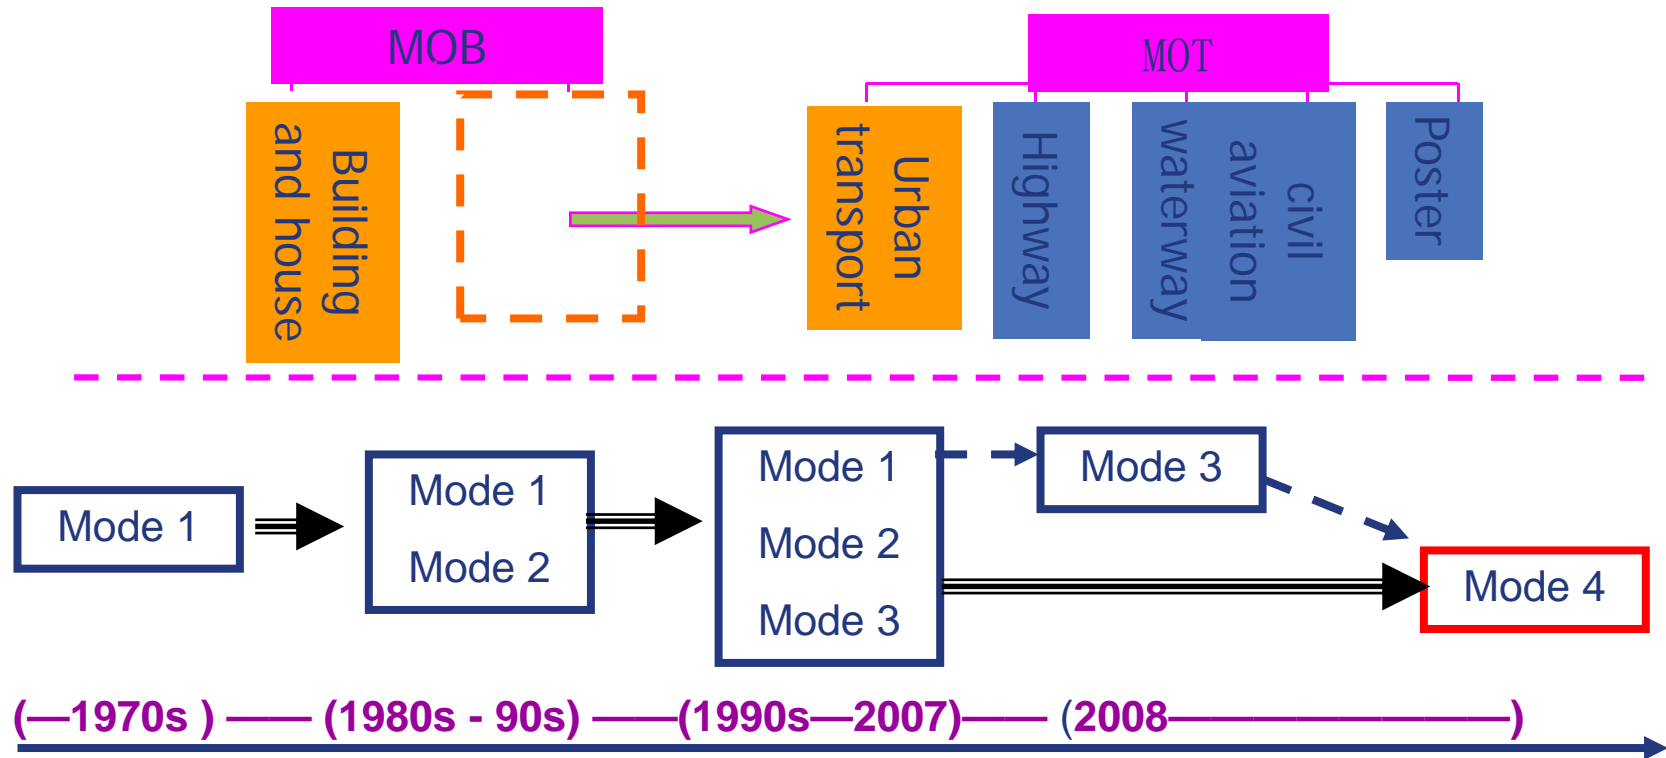 MOB
MOT
Building
and house
Urban
transport
Highway
waterway
civil
aviation
Poster
Mode 1
Mode 1
Mode 2
Mode 1
Mode 2
Mode 3
Mode 3
Mode 4
(—1970s ) —— (1980s - 90s) ——(1990s—2007)—— (2008————————)